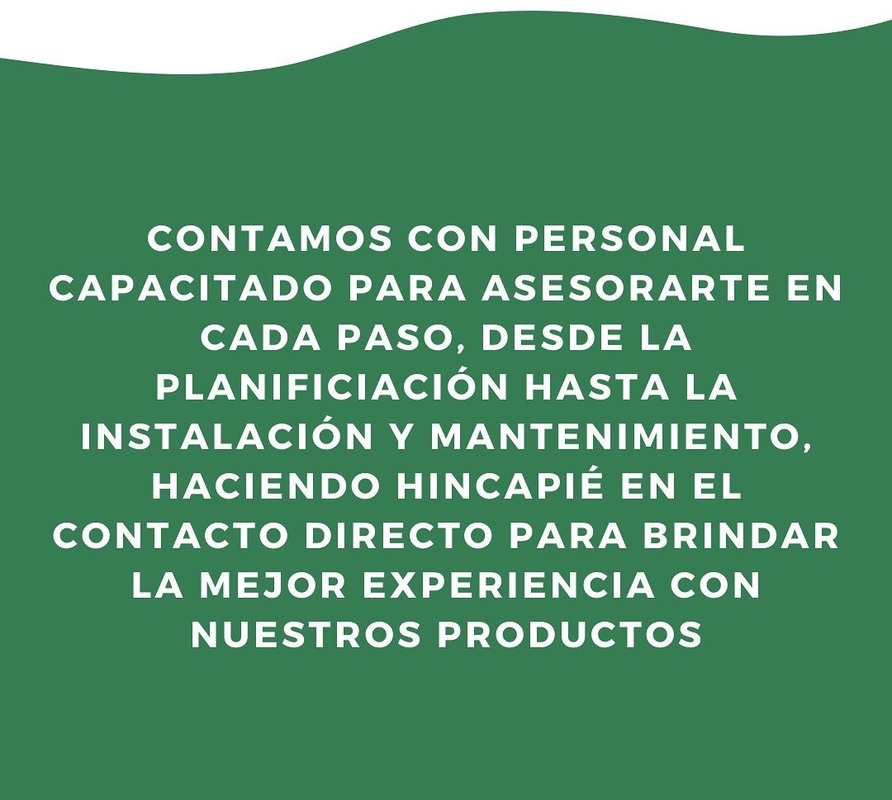 CONTAMOS CON PERSONAL
CAPACITADO PARA ASESORARTE EN
CADA PASO, DESDE LA
PLANIFICIACIÓN HASTA LA
INSTALACIÓN Y MANTENIMIENTO,
HACIENDO HINCAPIÉ EN EL
CONTACTO DIRECTO PARA BRINDAR
LA MEJOR EXPERIENCIA CON
NUESTROS PRODUCTOS